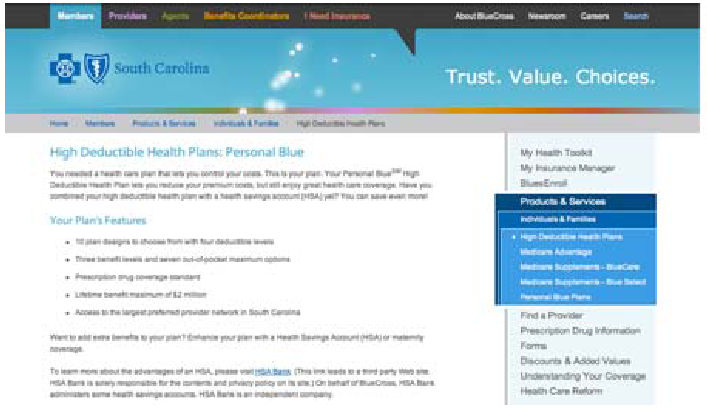 Members Providers Agents Benefits Coordinators I Need Insurance About BlueCross Newsroom Careers Search
South Carolina
Trust. Value. Choices.
Home Members Products & Services Individuals & Families High Deductible Health Plans
High Deductible Health Plans: Personal Blue
You needed a health care plan that lets you control your costs. This is your plan. Your Personal Blue℠ High
Deductible Health Plan lets you reduce your premium costs, but still enjoy great health care coverage. Have you
combined your high deductible health plan with a health savings account (HSA) yet? You can save even more!
Your Plan's Features
10 plan designs to choose from with four deductible levels
Three benefit levels and seven out-of-pocket maximum options
Prescription drug coverage standard
Lifetime benefit maximum of $2 million
Access to the largest preferred provider network in South Carolina
Want to add extra benefits to your plan? Enhance your plan with a Health Savings Account (HSA) or maternity
coverage.
To learn more about the advantages of an HSA, please visit HSA Bank. (This link leads to a third party Web site.
HSA Bank is solely responsible for the contents and privacy policy on its site.) On behalf of BlueCross, HSA Bank
administers some health savings accounts. HSA Bank is an independent company.
My Health Toolkit
My Insurance Manager
BluesEnroll
Products & Services
Individuals & Families
High Deductible Health Plans
Medicare Advantage
Medicare Supplements - BlueCare
Medicare Supplements - Blue Select
Personal Blue Plans
Find a Provider
Prescription Drug Information
Forms
Discounts & Added Values
Understanding Your Coverage
Health Care Reform